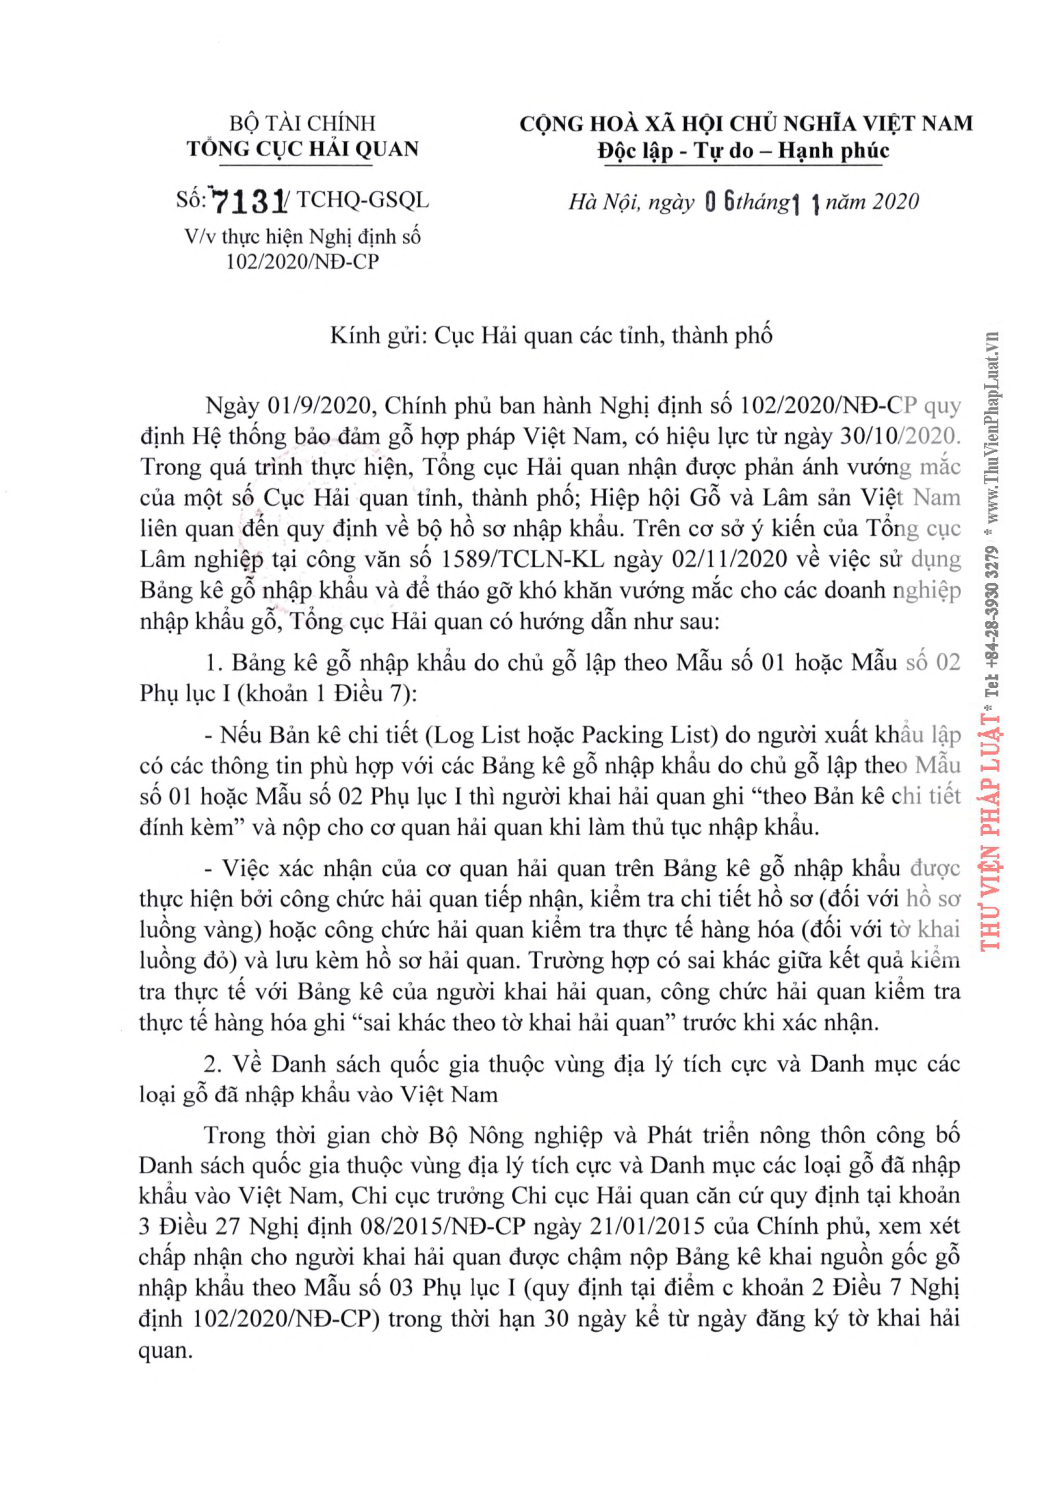 BỘ TÀI CHÍNH
TỔNG CỤC HẢI QUAN
Số: 7131/ TCHQ-GSQL
V/v thực hiện Nghị định số
102/2020/NĐ-CP
CỘNG HOÀ XÃ HỘI CHỦ NGHĨA VIỆT NAM
Độc lập - Tự do – Hạnh phúc
Hà Nội, ngày 06 tháng 11 năm 2020
Kính gửi: Cục Hải quan các tỉnh, thành phố
Ngày 01/9/2020, Chính phủ ban hành Nghị định số 102/2020/NĐ-CP quy
định Hệ thống bảo đảm gỗ hợp pháp Việt Nam, có hiệu lực từ ngày 30/10/2020.
Trong quá trình thực hiện, Tổng cục Hải quan nhận được phản ánh vướng mắc
của một số Cục Hải quan tỉnh, thành phố; Hiệp hội Gỗ và Lâm sản Việt Nam
liên quan đến quy định về bộ hồ sơ nhập khẩu. Trên cơ sở ý kiến của Tổng cục
Lâm nghiệp tại công văn số 1589/TCLN-KL ngày 02/11/2020 về việc sử dụng
Bảng kê gỗ nhập khẩu và để tháo gỡ khó khăn vướng mắc cho các doanh nghiệp
nhập khẩu gỗ, Tổng cục Hải quan có hướng dẫn như sau:
1. Bảng kê gỗ nhập khẩu do chủ gỗ lập theo Mẫu số 01 hoặc Mẫu số 02
Phụ lục I (khoản 1 Điều 7):
- Nếu Bản kê chi tiết (Log List hoặc Packing List) do người xuất khẩu lập
có các thông tin phù hợp với các Bảng kê gỗ nhập khẩu do chủ gỗ lập theo Mẫu
số 01 hoặc Mẫu số 02 Phụ lục I thì người khai hải quan ghi “theo Bản kê chi tiết
đính kèm” và nộp cho cơ quan hải quan khi làm thủ tục nhập khẩu.
- Việc xác nhận của cơ quan hải quan trên Bảng kê gỗ nhập khẩu được
thực hiện bởi công chức hải quan tiếp nhận, kiểm tra chi tiết hồ sơ (đối với hồ sơ
luồng vàng) hoặc công chức hải quan kiểm tra thực tế hàng hóa (đối với tờ khai
luồng đỏ) và lưu kèm hồ sơ hải quan. Trường hợp có sai khác giữa kết quả kiểm
tra thực tế với Bảng kê của người khai hải quan, công chức hải quan kiểm tra
thực tế hàng hóa ghi “sai khác theo tờ khai hải quan” trước khi xác nhận.
2. Về Danh sách quốc gia thuộc vùng địa lý tích cực và Danh mục các
loại gỗ đã nhập khẩu vào Việt Nam
Trong thời gian chờ Bộ Nông nghiệp và Phát triển nông thôn công bố
Danh sách quốc gia thuộc vùng địa lý tích cực và Danh mục các loại gỗ đã nhập
khẩu vào Việt Nam, Chi cục trưởng Chi cục Hải quan căn cứ quy định tại khoản
3 Điều 27 Nghị định 08/2015/NĐ-CP ngày 21/01/2015 của Chính phủ, xem xét
chấp nhận cho người khai hải quan được chậm nộp Bảng kê khai nguồn gốc gỗ
nhập khẩu theo Mẫu số 03 Phụ lục I (quy định tại điểm c khoản 2 Điều 7 Nghị
định 102/2020/NĐ-CP) trong thời hạn 30 ngày kể từ ngày đăng ký tờ khai hải
quan.
THƯ VIỆN PHÁP LUẬT * Tel: +84-28-3930 3279 * www.ThuVienPhapLuat.vn